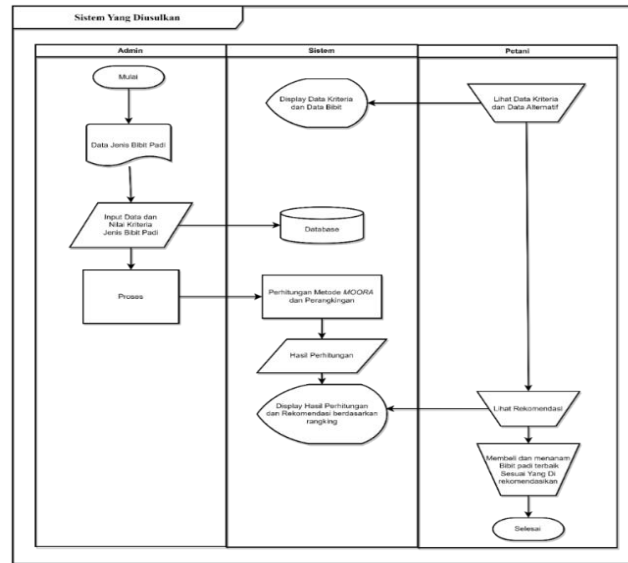 Sistem Yang Diusulkan
Admin
Sistem
Petani
Mulai
Display Data Kriteria
dan Data Bibit
Lihat Data Kriteria
dan Data Alternatif
Data Jenis Bibit Padi
Input Data dan
Nilai Kriteria
Jenis Bibit Padi
Database
Proses
Perhitungan Metode MOORA
dan Perangkingan
Hasil Perhitungan
Display Hasil Perhitungan
dan Rekomendasi berdasarkan
rangking
Lihat Rekomendasi
Membeli dan menanam
Bibit padi terbaik
Sesuai Yang Di
rekomendasikan
Selesai